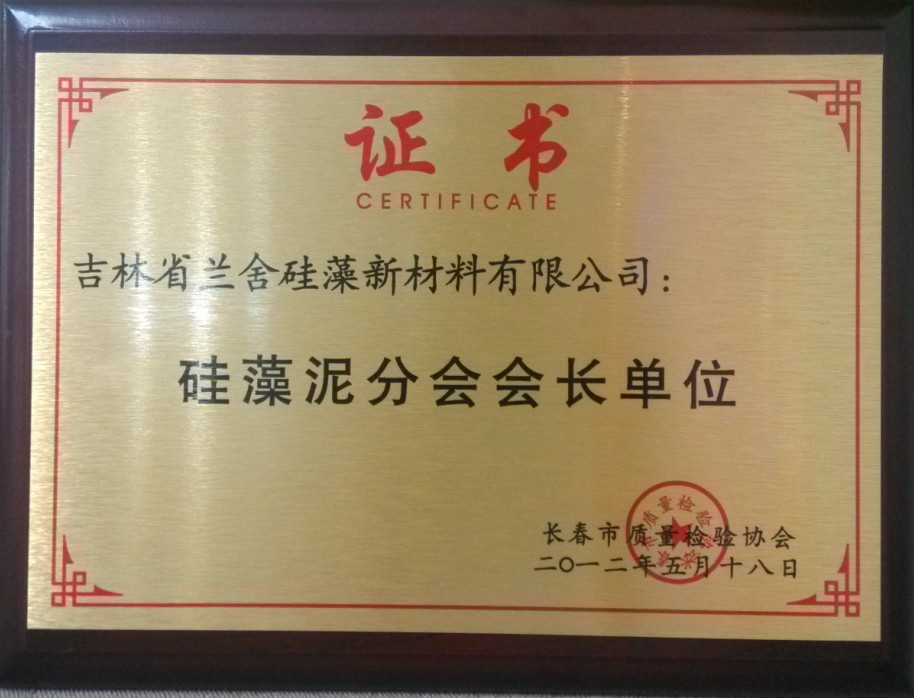 证书
CERTIFICATE
吉林省兰舍硅藻新材料有限公司：
硅藻泥分会会长单位
长春市质量检验协会
二〇一二年五月十八日